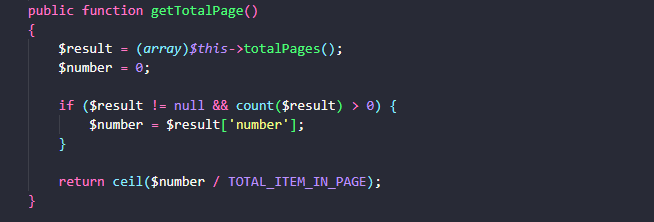 public function getTotalPage()
{
    $result = (array)$this->totalPages();
    $number = 0;

    if ($result != null && count($result) > 0) {
        $number = $result['number'];
    }

    return ceil($number / TOTAL_ITEM_IN_PAGE);
}